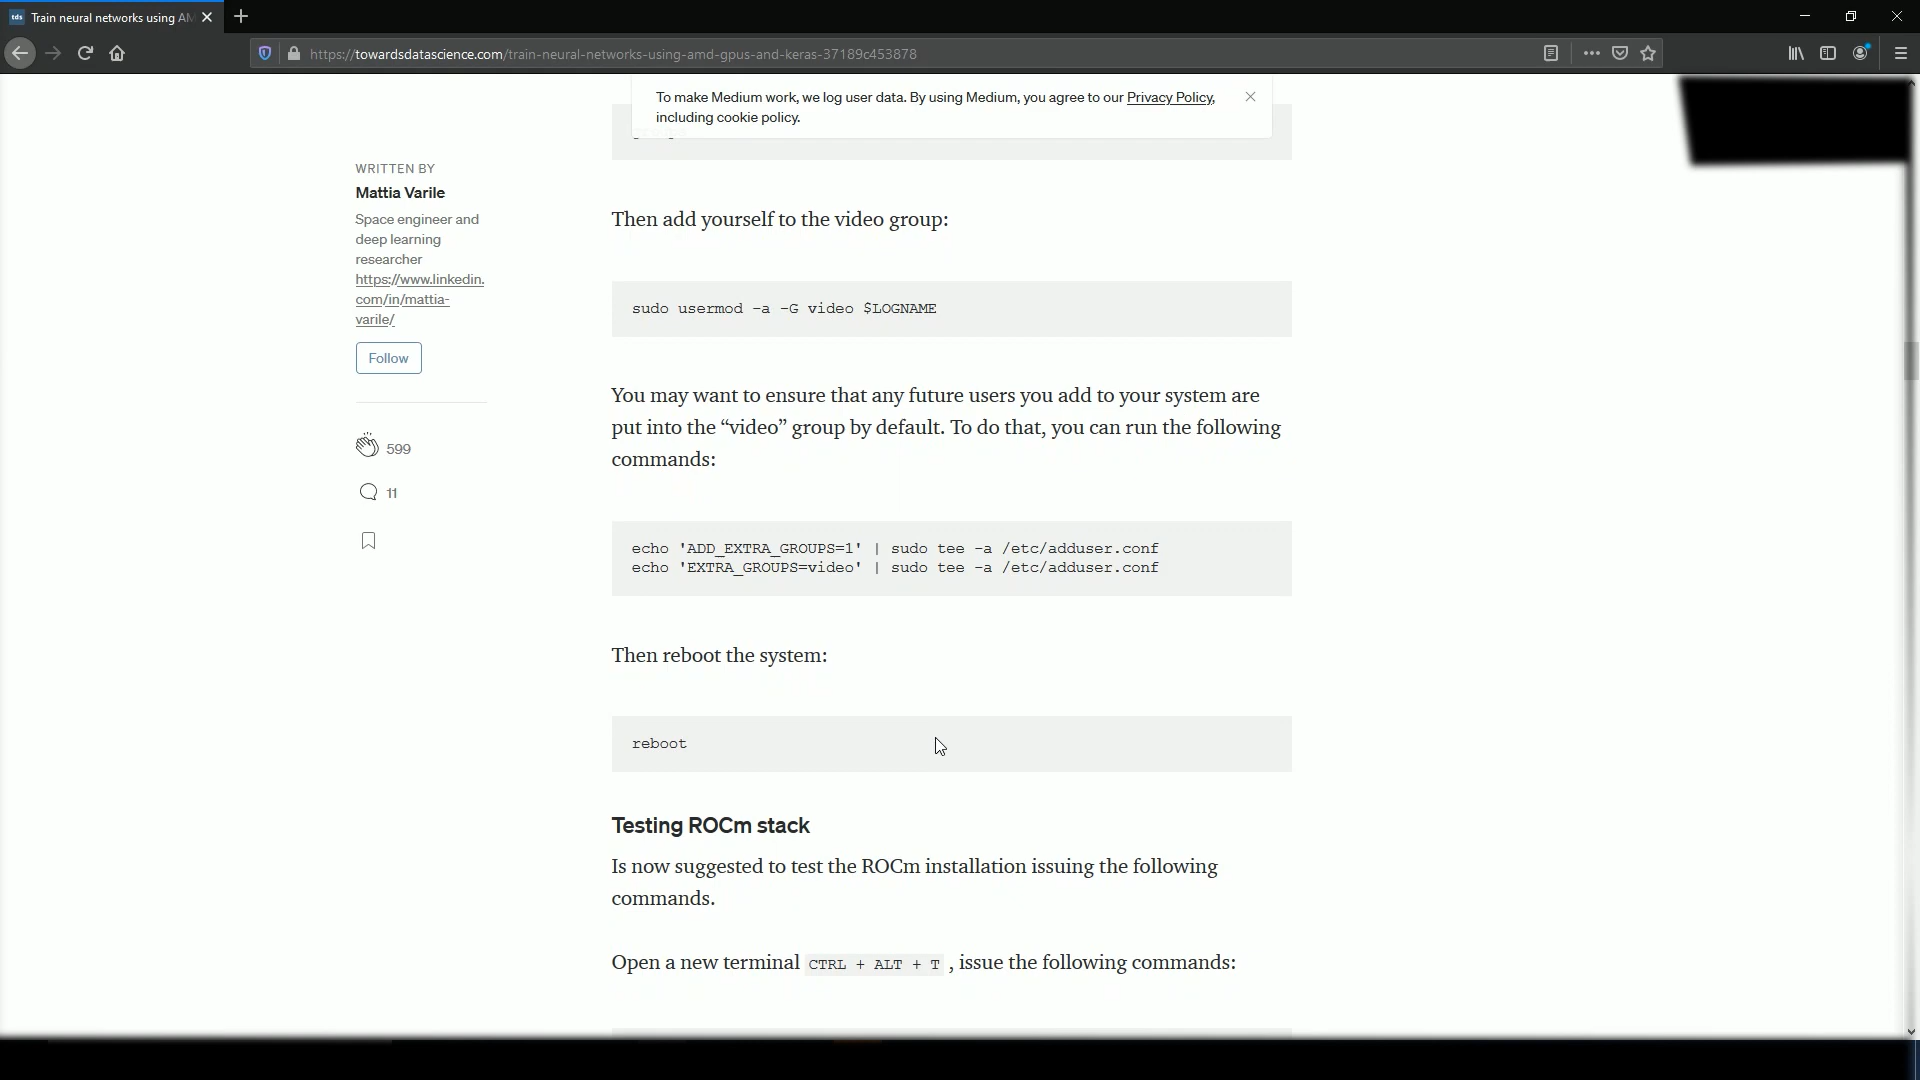 tds Train neural networks using AM
https://towardsdatascience.com/train-neural-networks-using-amd-gpus-and-keras-37189c453878
To make Medium work, we log user data. By using Medium, you agree to our Privacy Policy,
including cookie policy.
WRITTEN BY
Mattia Varile
Space engineer and
deep learning
researcher
https://www.linkedin.
com/in/mattia-
varile/
Follow
599
11
Then add yourself to the video group:
sudo usermod -a -G video $LOGNAME
You may want to ensure that any future users you add to your system are
put into the “video” group by default. To do that, you can run the following
commands:
echo 'ADD_EXTRA_GROUPS=1' | sudo tee -a /etc/adduser.conf
echo 'EXTRA_GROUPS=video' | sudo tee -a /etc/adduser.conf
Then reboot the system:
reboot
Testing ROCm stack
Is now suggested to test the ROCm installation issuing the following
commands.
Open a new terminal CTRL + ALT + T , issue the following commands: